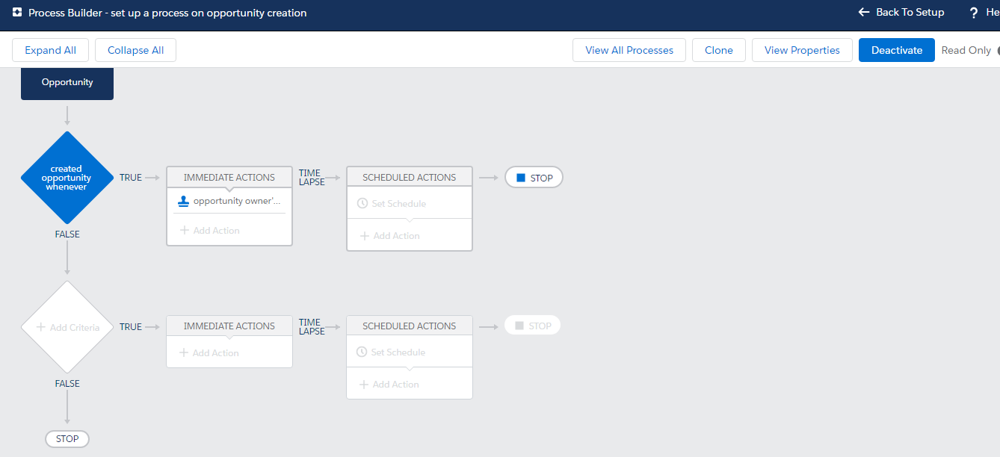 Process Builder - set up a process on opportunity creation
Back To Setup
? He
Expand All
Collapse All
View All Processes
Clone
View Properties
Deactivate
Read Only
Opportunity
created
opportunity
whenever
TRUE
IMMEDIATE ACTIONS
opportunity owner'...
+ Add Action
TIME
LAPSE
SCHEDULED ACTIONS
Set Schedule
+ Add Action
STOP
FALSE
+ Add Criteria
TRUE
IMMEDIATE ACTIONS
+ Add Action
TIME
LAPSE
SCHEDULED ACTIONS
Set Schedule
+ Add Action
STOP
FALSE
STOP